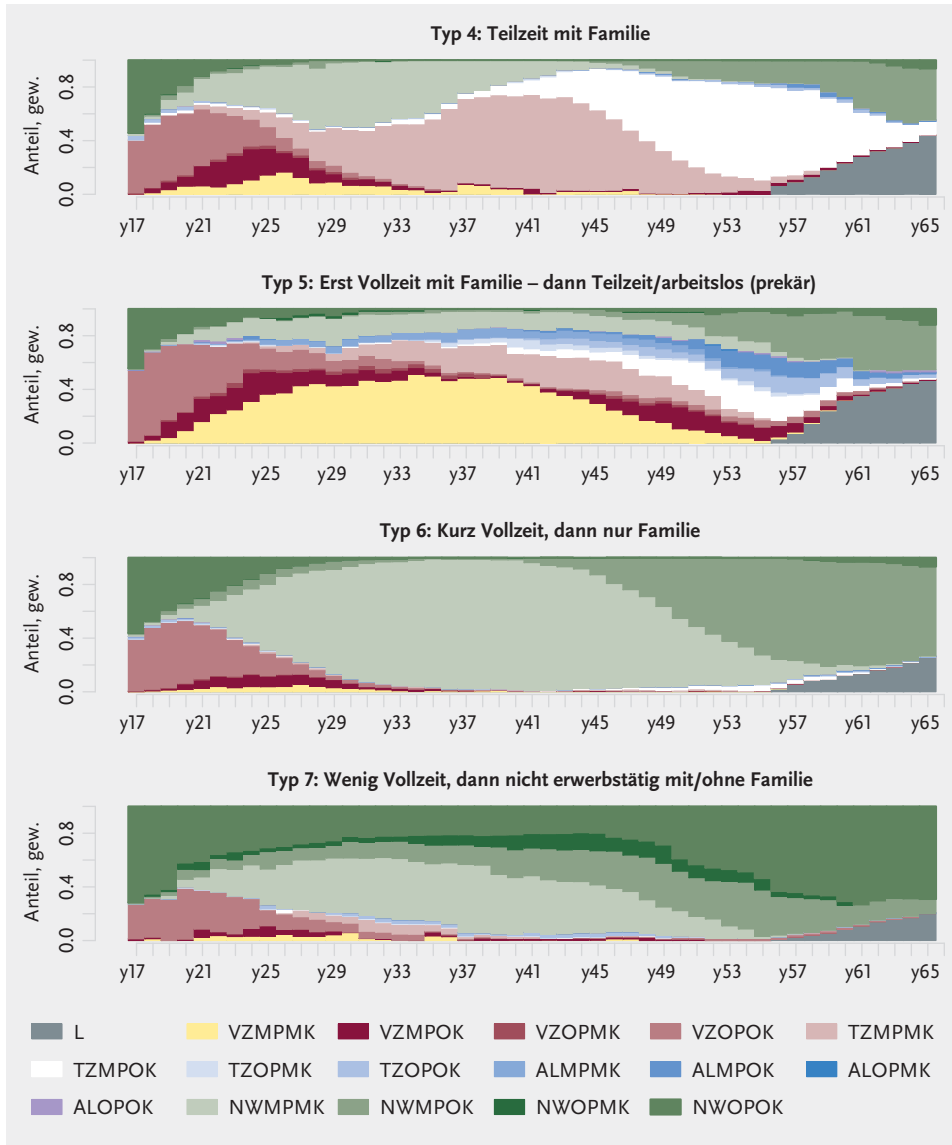 Typ 4: Teilzeit mit Familie
Anteil, gew.
0.8
0.4
0.0
y17 y21 y25 y29 y33 y37 y41 y45 y49 y53 y57 y61 y65
Typ 5: Erst Vollzeit mit Familie – dann Teilzeit/arbeitslos (prekär)
Anteil, gew.
0.8
0.4
0.0
y17 y21 y25 y29 y33 y37 y41 y45 y49 y53 y57 y61 y65
Typ 6: Kurz Vollzeit, dann nur Familie
Anteil, gew.
0.8
0.4
0.0
y17 y21 y25 y29 y33 y37 y41 y45 y49 y53 y57 y61 y65
Typ 7: Wenig Vollzeit, dann nicht erwerbstätig mit/ohne Familie
Anteil, gew.
0.8
0.4
0.0
y17 y21 y25 y29 y33 y37 y41 y45 y49 y53 y57 y61 y65
L VZMPMK VZMPOK VZOPMK VZOPOK TZMPMK
TZMPOK TZOPMK TZOPOK ALMPMK ALMPOK ALOPMK
ALOPOK NWMPMK NWMPOK NWOPMK NWOPOK